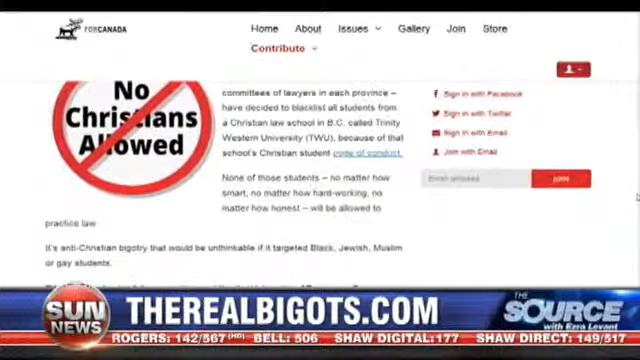 FORCANADA
Home About Issues Gallery Join Store
Contribute
No
Christians
Allowed
committees of lawyers in each province –
have decided to blacklist all students from
a Christian law school in B.C. called Trinity
Western University (TWU), because of that
school's Christian student code of conduct.
None of those students – no matter how
smart, no matter how hard-working, no
matter how honest – will be allowed to
practice law
It's anti-Christian bigotry that would be unthinkable if it targeted Black, Jewish, Muslim
or gay students.
Sign in with Facebook
Sign in with Twitter
Sign in with Email
Join with Email
Email address JOIN
SUN
NEWS
THEREALBIGOTS.COM
THE
SOURCE
with Ezra Levant
ROGERS: 142/567 (HD) BELL: 506 SHAW DIGITAL: 177 SHAW DIRECT: 149/517